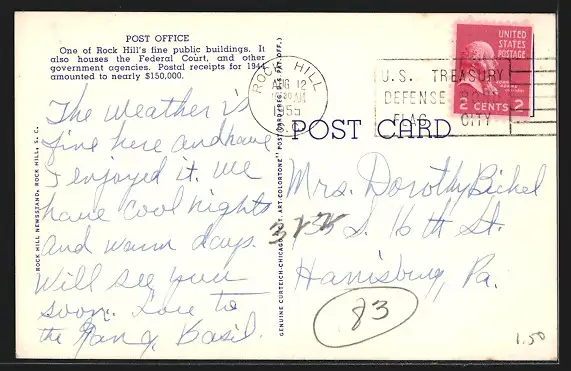 POST OFFICE
One of Rock Hill's fine public buildings. It
also houses the Federal Court, and other
government agencies. Postal receipts for 1944
amounted to nearly $150,000.
The weather is
fine here and have
enjoyed it. We
have cool nights
and warm days.
Will see you
soon. Love to
the Gang. Basil.
ROCK HILL NEWSSTAND, ROCK HILL, S. C.
GENUINE CURTEICH-CHICAGO "C.T. ART-COLORTONE" POST CARD (REG. U.S. PAT. OFF.)
ROCK HILL
AUG 12
AM
1955
S.C.
U.S. TREASURY
DEFENSE BOND
FLAG CITY
UNITED
STATES
POSTAGE
2 CENTS 2
POST CARD
Mrs. Dorothy Bickel
S. 16th St.
Harrisburg, Pa.
83
1.50